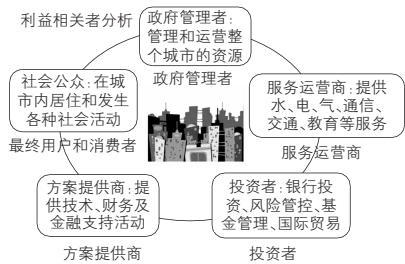 利益相关者分析
政府管理者:
管理和运营整
个城市的资源
政府管理者
社会公众:在城
市内居住和发生
各种社会活动
最终用户和消费者
服务运营商:提供
水、电、气、通信、
交通、教育等服务
服务运营商
方案提供商:提
供技术、财务及
金融支持活动
方案提供商
投资者:银行投
资、风险管控、基
金管理、国际贸易
投资者